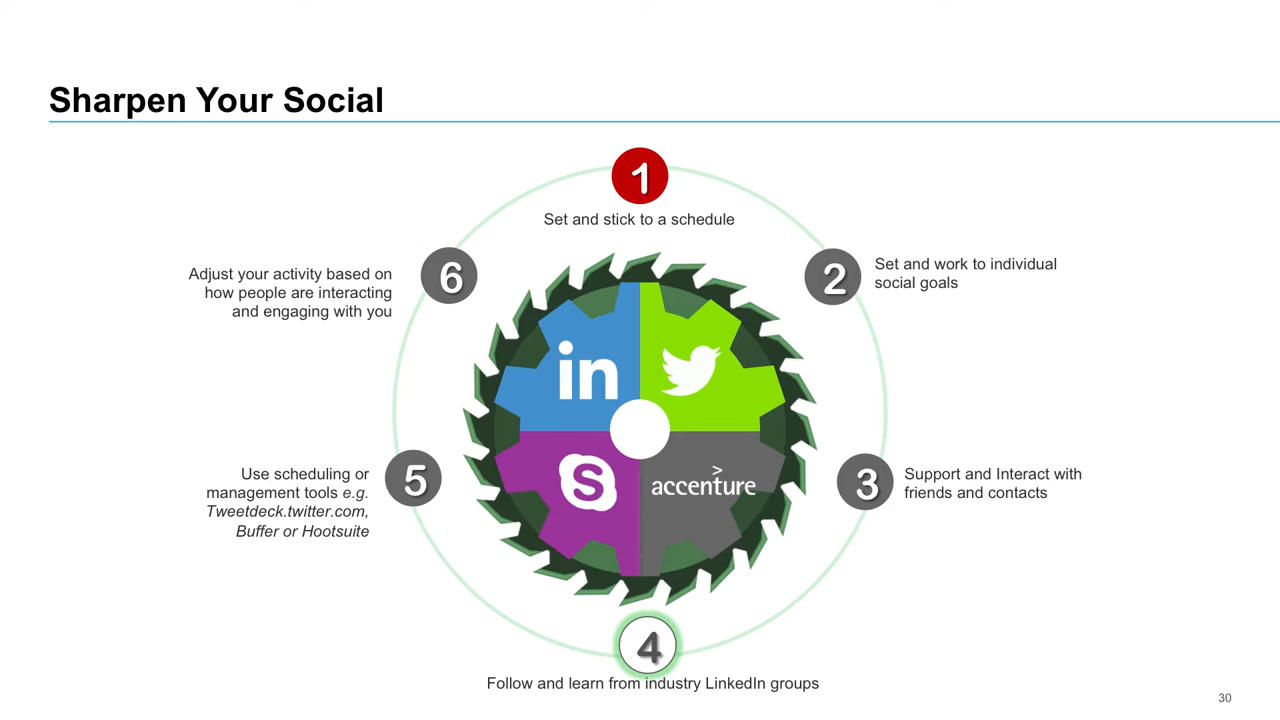 Sharpen Your Social
1
Set and stick to a schedule
2
Set and work to individual
social goals
3
Support and Interact with
friends and contacts
4
Follow and learn from industry LinkedIn groups
5
Use scheduling or
management tools e.g.
Tweetdeck.twitter.com,
Buffer or Hootsuite
6
Adjust your activity based on
how people are interacting
and engaging with you
in
S
>
accenture
30